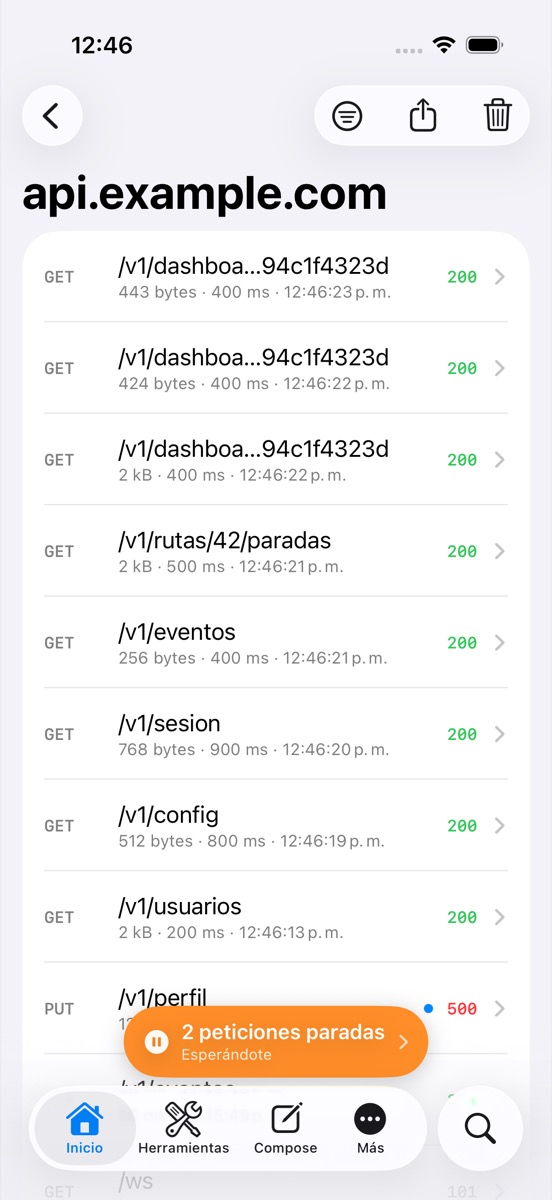 12:46
api.example.com
GET /v1/dashboa...94c1f4323d 200
443 bytes · 400 ms · 12:46:23 p. m.
GET /v1/dashboa...94c1f4323d 200
424 bytes · 400 ms · 12:46:22 p. m.
GET /v1/dashboa...94c1f4323d 200
2 kB · 400 ms · 12:46:22 p. m.
GET /v1/rutas/42/paradas 200
2 kB · 500 ms · 12:46:21 p. m.
GET /v1/eventos 200
256 bytes · 400 ms · 12:46:21 p. m.
GET /v1/sesion 200
768 bytes · 900 ms · 12:46:20 p. m.
GET /v1/config 200
512 bytes · 800 ms · 12:46:19 p. m.
GET /v1/usuarios 200
2 kB · 200 ms · 12:46:13 p. m.
PUT /v1/perfil 500
2 peticiones paradas
Esperándote
/v1/eventos
Inicio Herramientas Compose Más
GET /ws 101